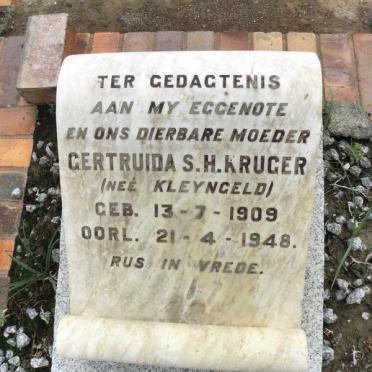 TER GEDAGTENIS
AAN MY EGGENOTE
EN ONS DIERBARE MOEDER
GERTRUIDA S.H. KRUGER
(NEÉ KLEYNGELD)
GEB. 13-7-1909
OORL. 21-4-1948.
RUS IN VREDE.